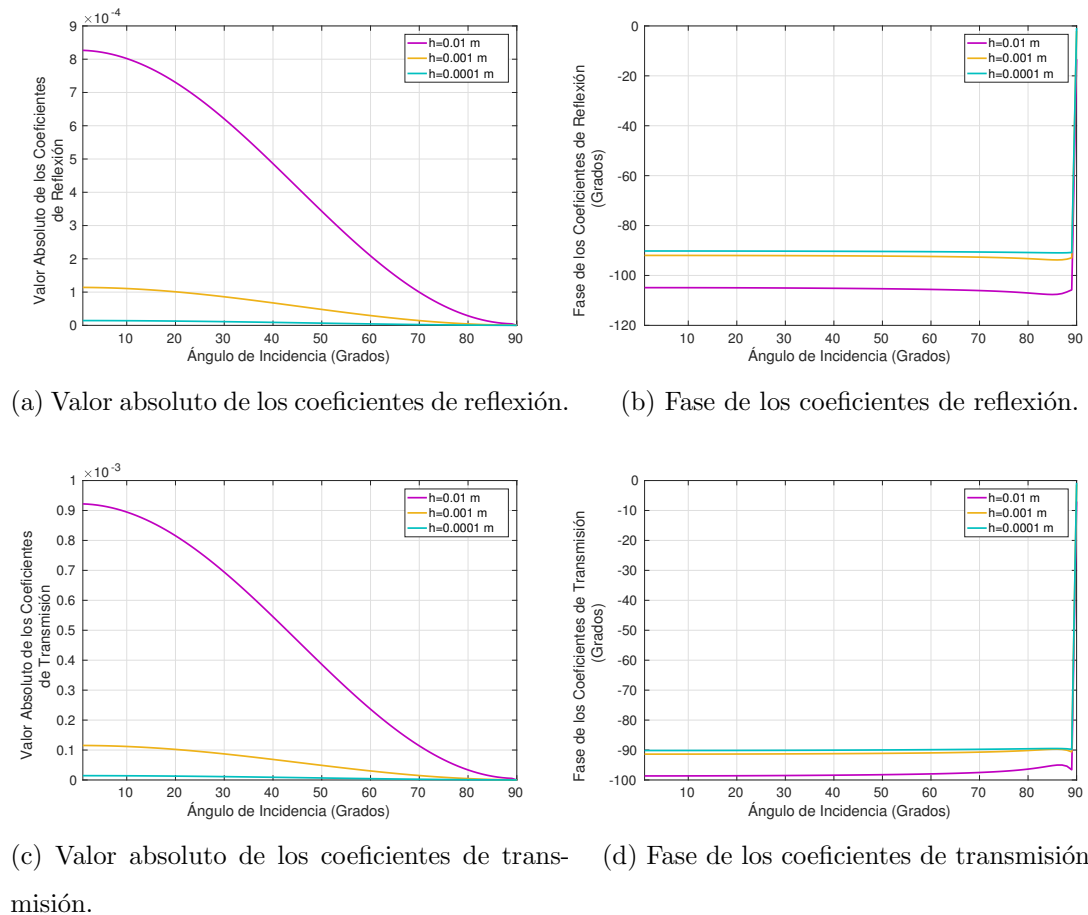 ×10 -4
9
8
7
6
5
4
3
2
1
0
10 20 30 40 50 60 70 80 90
Valor Absoluto de los Coeficientes
de Reflexión
Ángulo de Incidencia (Grados)
h=0.01 m
h=0.001 m
h=0.0001 m
(a) Valor absoluto de los coeficientes de reflexión.
0
-20
-40
-60
-80
-100
-120
10 20 30 40 50 60 70 80 90
Fase de los Coeficientes de Reflexión
(Grados)
Ángulo de Incidencia (Grados)
h=0.01 m
h=0.001 m
h=0.0001 m
(b) Fase de los coeficientes de reflexión.
×10 -3
1
0.9
0.8
0.7
0.6
0.5
0.4
0.3
0.2
0.1
0
10 20 30 40 50 60 70 80 90
Valor Absoluto de los Coeficientes
de Transmisión
Ángulo de Incidencia (Grados)
h=0.01 m
h=0.001 m
h=0.0001 m
(c) Valor absoluto de los coeficientes de trans-
misión.
0
-10
-20
-30
-40
-50
-60
-70
-80
-90
-100
10 20 30 40 50 60 70 80 90
Fase de los Coeficientes de Transmisión
(Grados)
Ángulo de Incidencia (Grados)
h=0.01 m
h=0.001 m
h=0.0001 m
(d) Fase de los coeficientes de transmisión